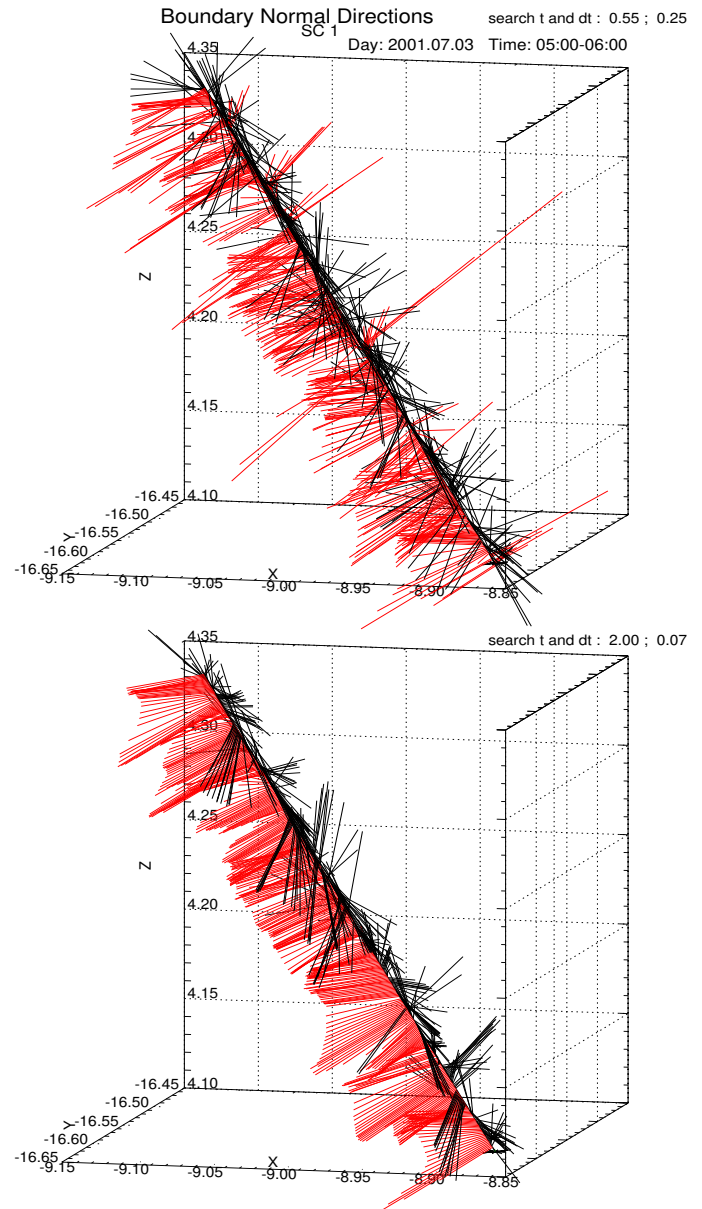 Boundary Normal Directions
search t and dt : 0.55 ; 0.25
SC 1
Day: 2001.07.03 Time: 05:00-06:00
4.35
4.30
4.25
Z
4.20
4.15
-16.45 4.10
-16.50
Y -16.55
-16.60
-16.65
-9.15 -9.10 -9.05 X -9.00 -8.95 -8.90 -8.85
search t and dt : 2.00 ; 0.07
4.35
4.30
4.25
Z
4.20
4.15
-16.45 4.10
-16.50
Y -16.55
-16.60
-16.65
-9.15 -9.10 -9.05 X -9.00 -8.95 -8.90 -8.85